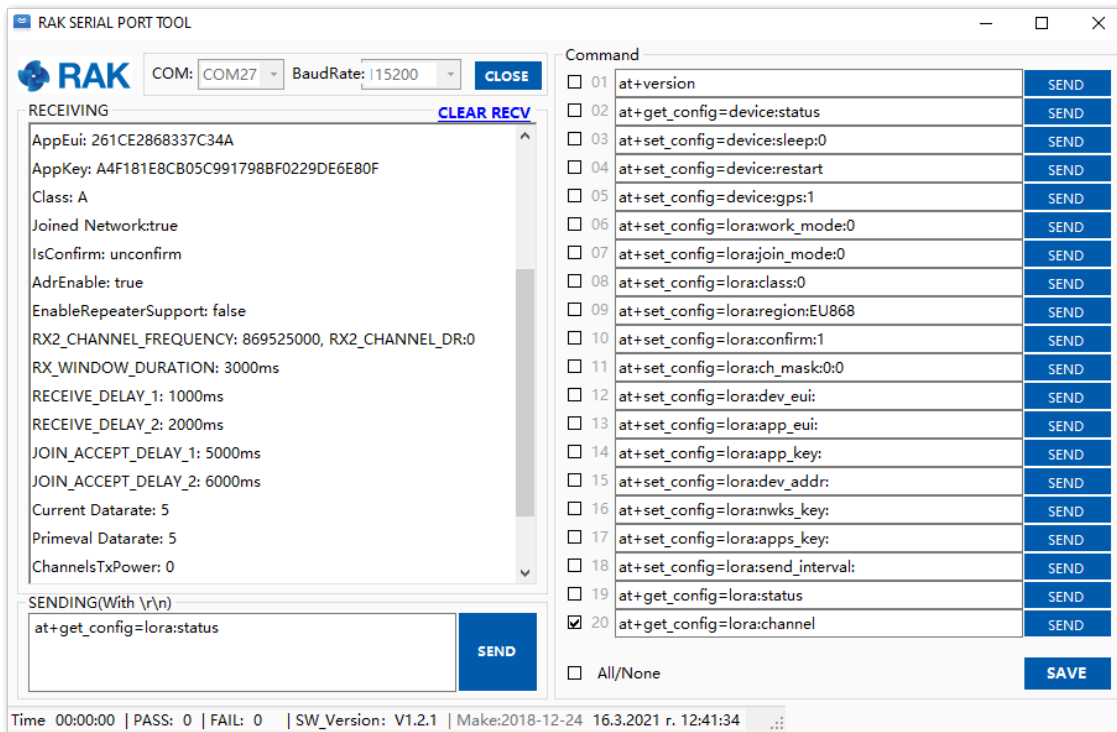 RAK SERIAL PORT TOOL
RAK COM: COM27 BaudRate: 115200 CLOSE
RECEIVING CLEAR RECV
AppEui: 261CE2868337C34A
AppKey: A4F181E8CB05C991798BF0229DE6E80F
Class: A
Joined Network:true
IsConfirm: unconfirm
AdrEnable: true
EnableRepeaterSupport: false
RX2_CHANNEL_FREQUENCY: 869525000, RX2_CHANNEL_DR:0
RX_WINDOW_DURATION: 3000ms
RECEIVE_DELAY_1: 1000ms
RECEIVE_DELAY_2: 2000ms
JOIN_ACCEPT_DELAY_1: 5000ms
JOIN_ACCEPT_DELAY_2: 6000ms
Current Datarate: 5
Primeval Datarate: 5
ChannelsTxPower: 0
SENDING(With \r\n)
at+get_config=lora:status
SEND
Command
01 at+version SEND
02 at+get_config=device:status SEND
03 at+set_config=device:sleep:0 SEND
04 at+set_config=device:restart SEND
05 at+set_config=device:gps:1 SEND
06 at+set_config=lora:work_mode:0 SEND
07 at+set_config=lora:join_mode:0 SEND
08 at+set_config=lora:class:0 SEND
09 at+set_config=lora:region:EU868 SEND
10 at+set_config=lora:confirm:1 SEND
11 at+set_config=lora:ch_mask:0:0 SEND
12 at+set_config=lora:dev_eui: SEND
13 at+set_config=lora:app_eui: SEND
14 at+set_config=lora:app_key: SEND
15 at+set_config=lora:dev_addr: SEND
16 at+set_config=lora:nwks_key: SEND
17 at+set_config=lora:apps_key: SEND
18 at+set_config=lora:send_interval: SEND
19 at+get_config=lora:status SEND
20 at+get_config=lora:channel SEND
All/None SAVE
Time 00:00:00 | PASS: 0 | FAIL: 0 | SW_Version: V1.2.1 | Make:2018-12-24 16.3.2021 г. 12:41:34